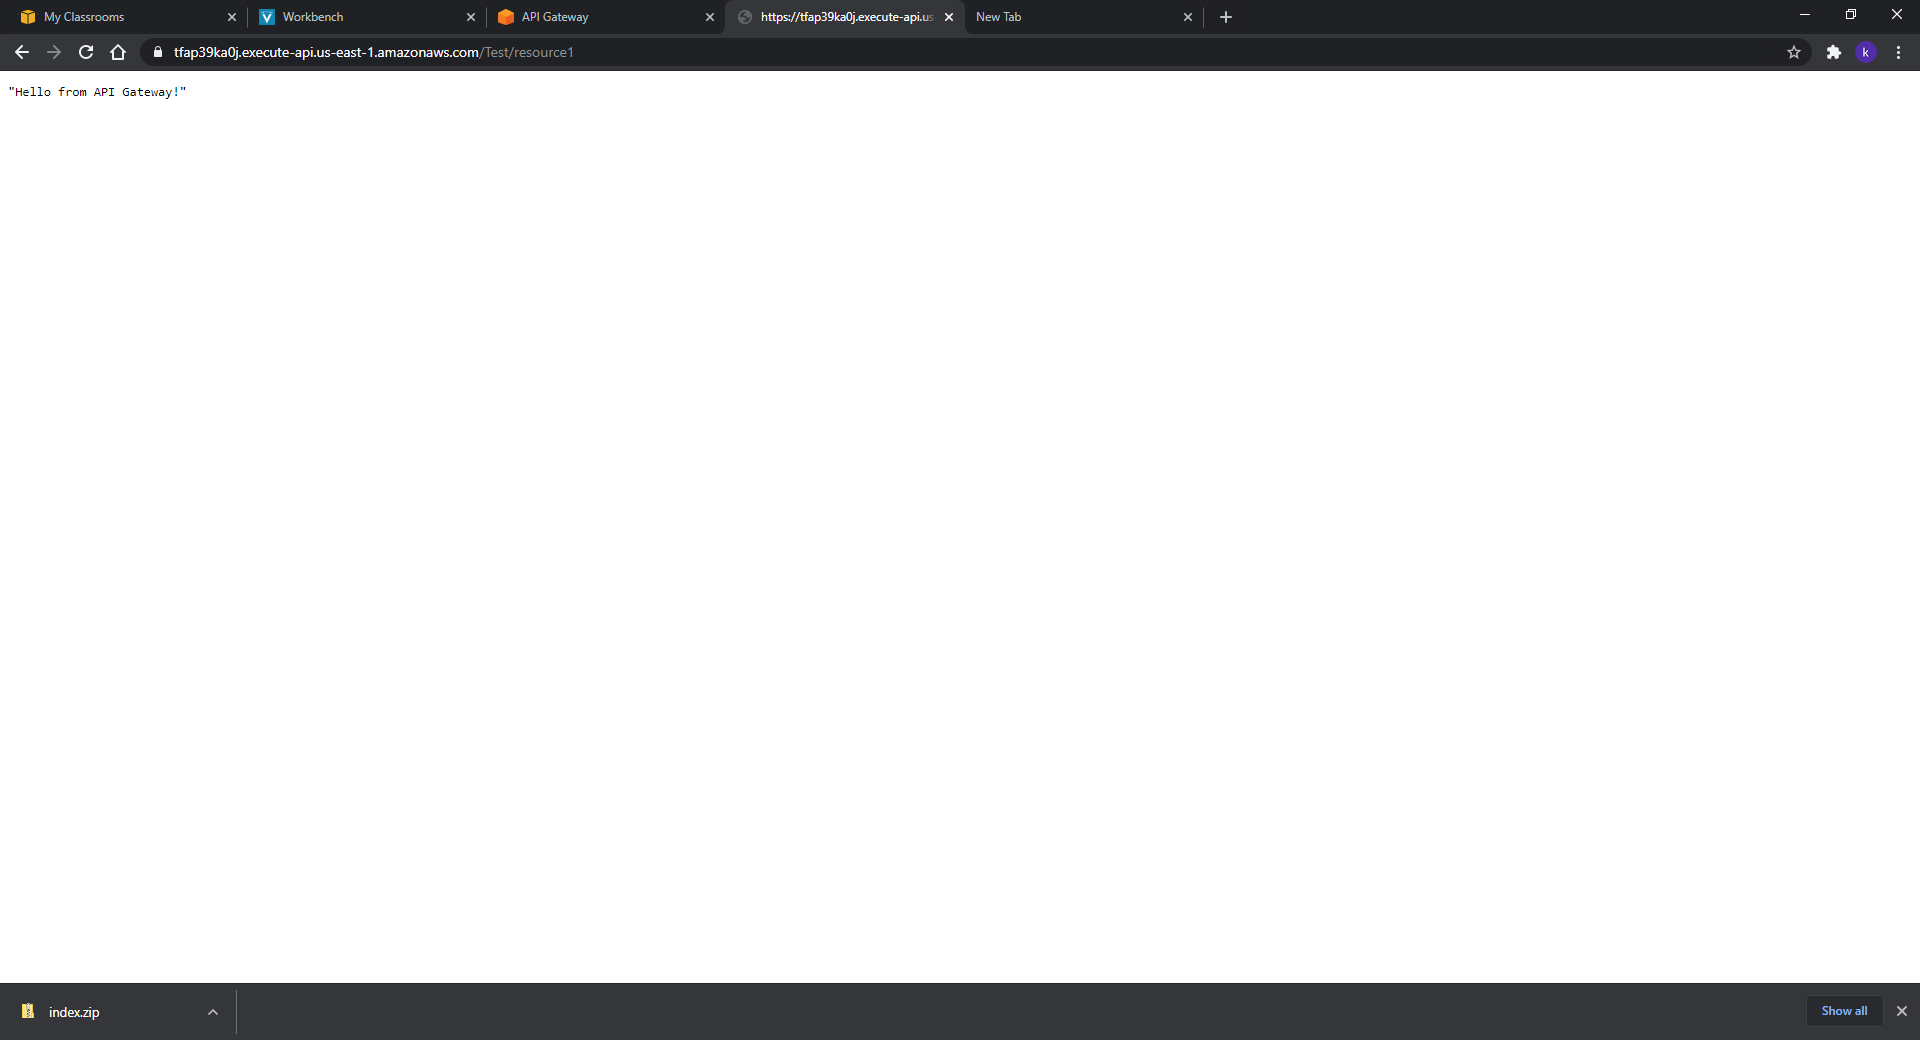 My Classrooms
Workbench
API Gateway
https://tfap39ka0j.execute-api.us
New Tab
tfap39ka0j.execute-api.us-east-1.amazonaws.com/Test/resource1
k
"Hello from API Gateway!"
index.zip
Show all